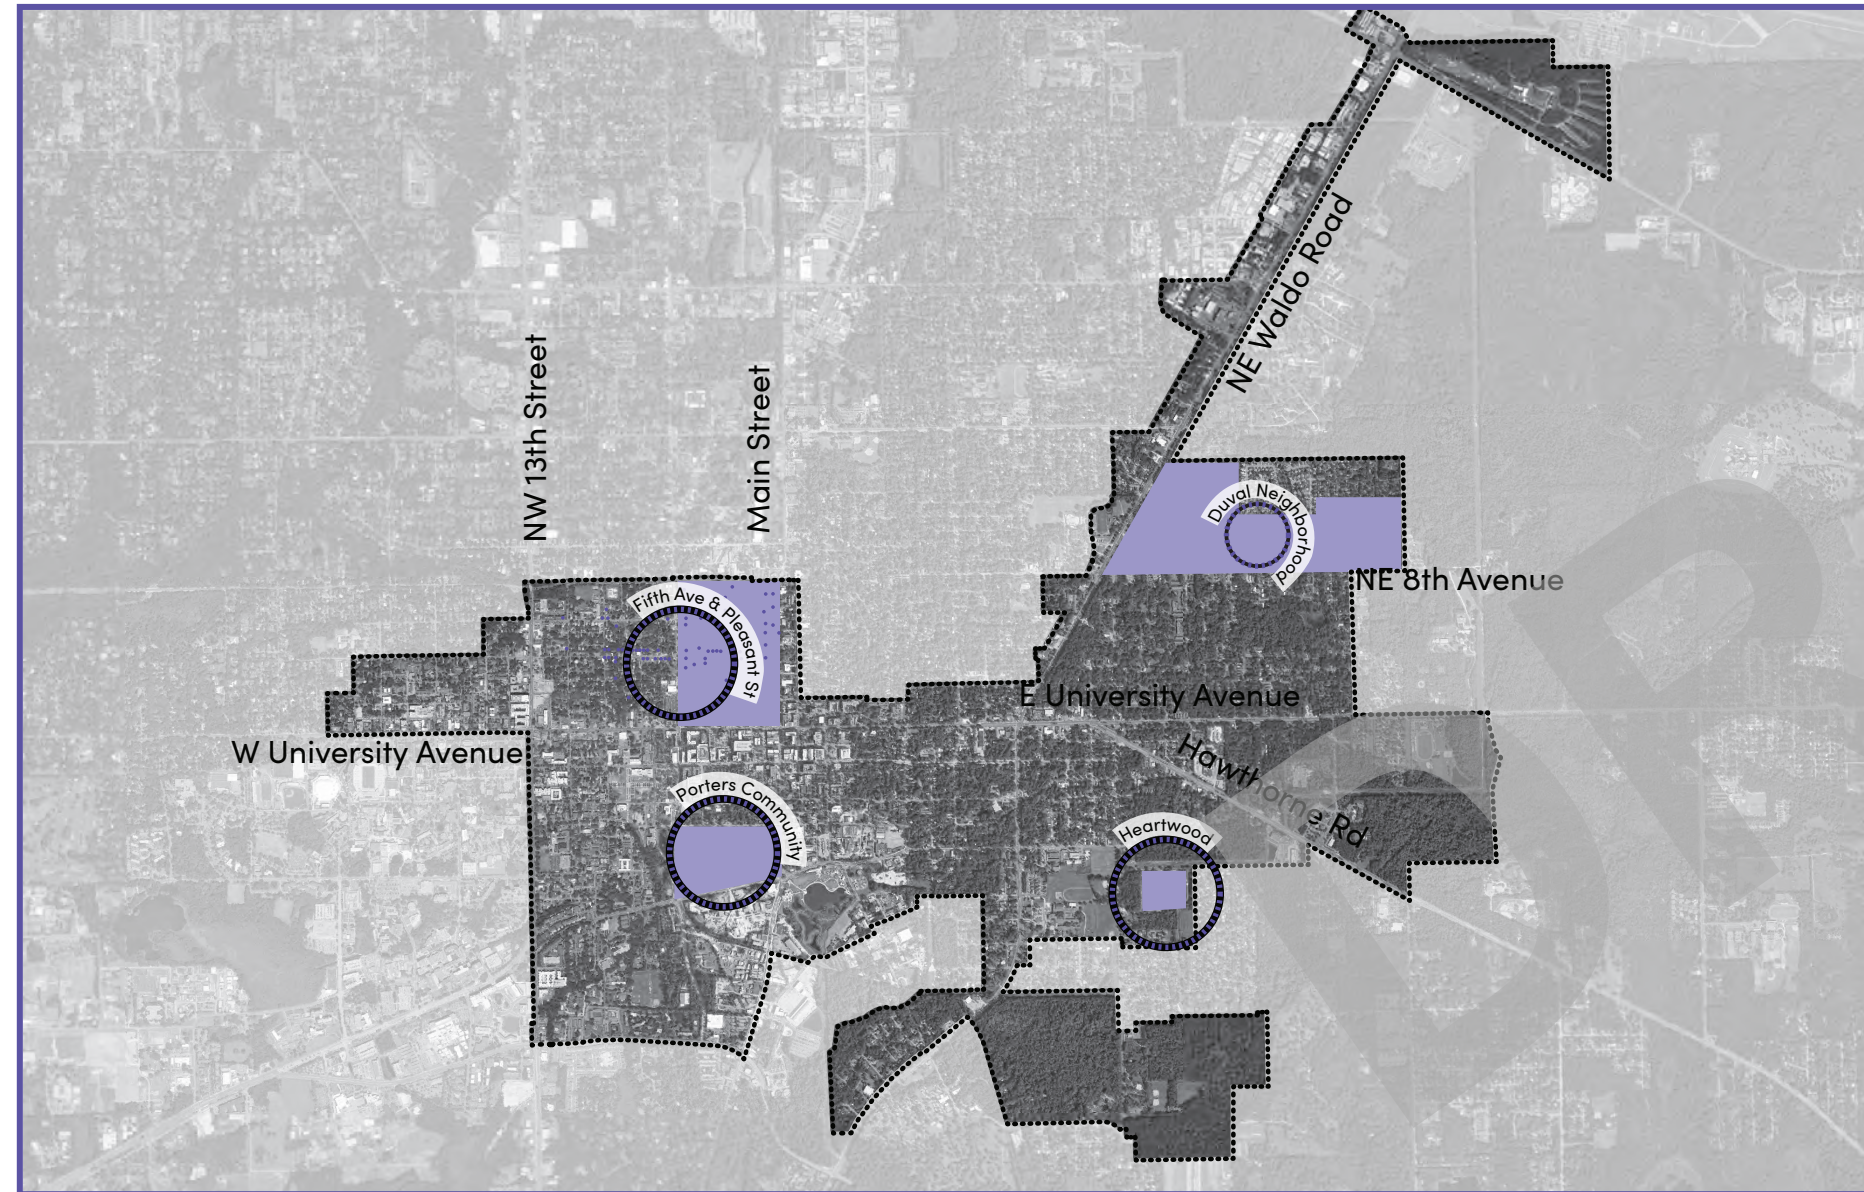 NW 13th Street
Main Street
NE Waldo Road
Duval Neighborhood
NE 8th Avenue
Fifth Ave & Pleasant St
E University Avenue
W University Avenue
Hawthorne Rd
Porters Community
Heartwood